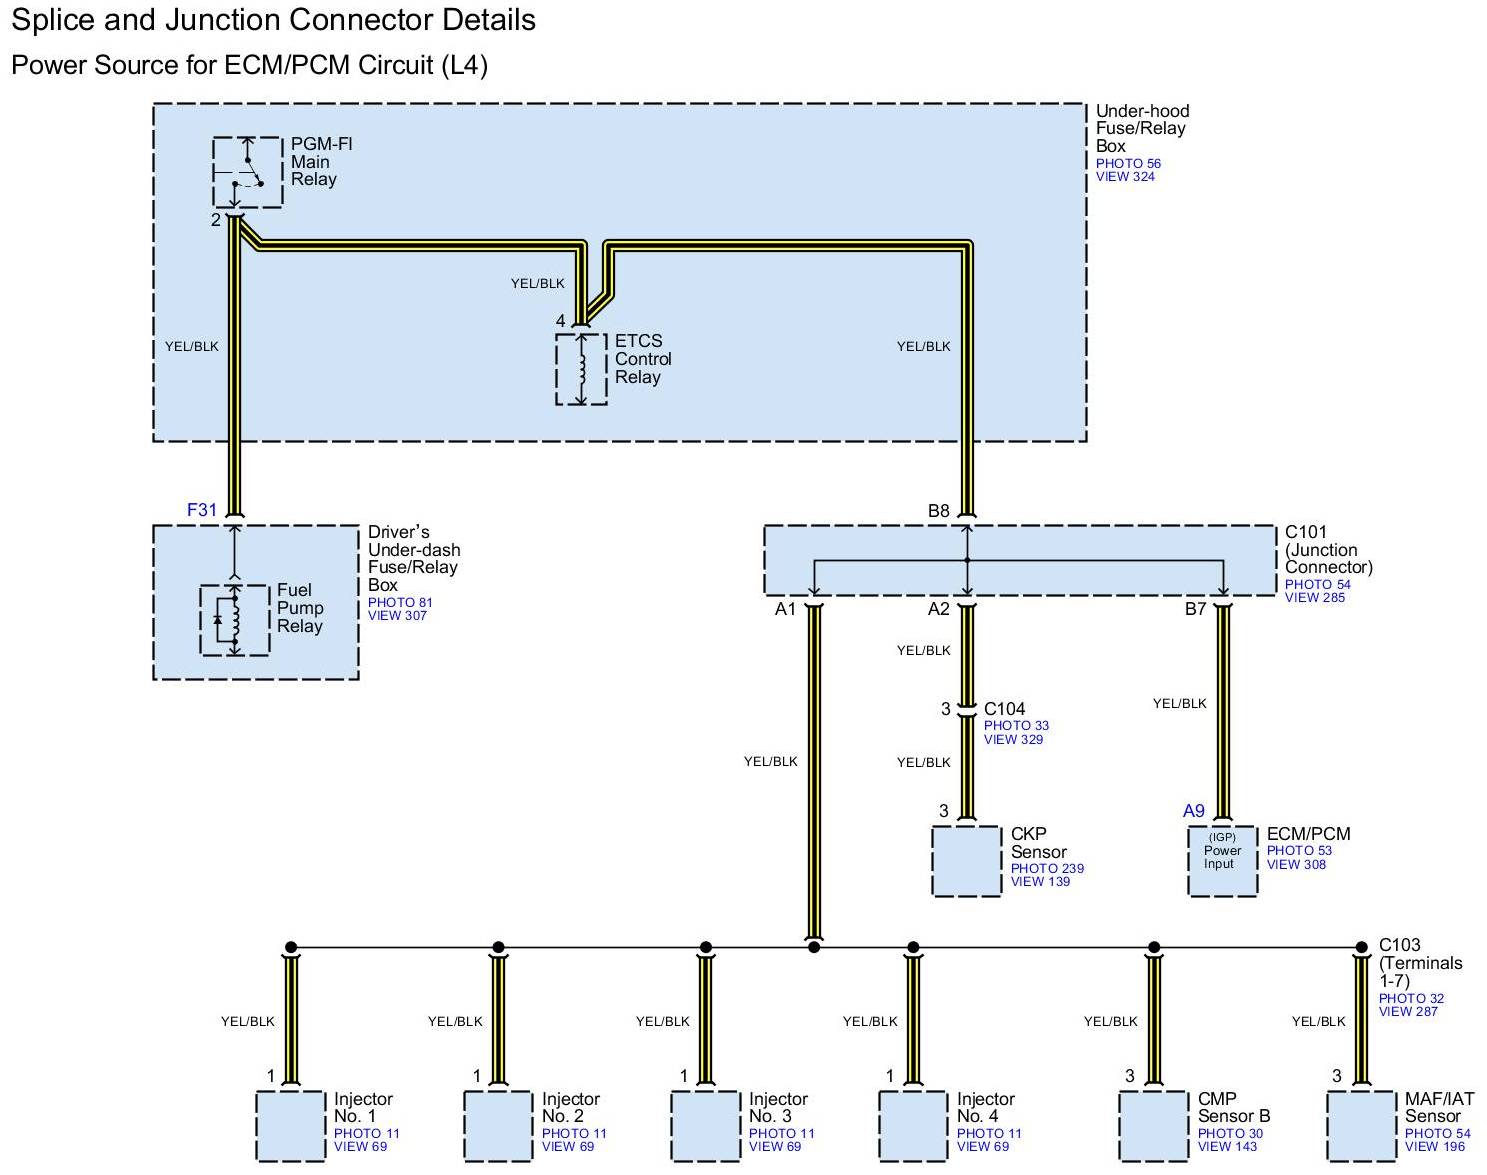 Splice and Junction Connector Details
Power Source for ECM/PCM Circuit (L4)
Under-hood
Fuse/Relay
Box
PHOTO 56
VIEW 324
PGM-FI
Main
Relay
2
YEL/BLK
4
ETCS
Control
Relay
YEL/BLK
YEL/BLK
F31
Driver's
Under-dash
Fuse/Relay
Box
PHOTO 81
VIEW 307
Fuel
Pump
Relay
B8
C101
(Junction
Connector)
PHOTO 54
VIEW 285
A1
A2
B7
YEL/BLK
3
C104
PHOTO 33
VIEW 329
YEL/BLK
YEL/BLK
YEL/BLK
3
CKP
Sensor
PHOTO 239
VIEW 139
A9
(IGP)
Power
Input
ECM/PCM
PHOTO 53
VIEW 308
C103
(Terminals
1-7)
PHOTO 32
VIEW 287
YEL/BLK
YEL/BLK
YEL/BLK
YEL/BLK
YEL/BLK
YEL/BLK
1
Injector
No. 1
PHOTO 11
VIEW 69
1
Injector
No. 2
PHOTO 11
VIEW 69
1
Injector
No. 3
PHOTO 11
VIEW 69
1
Injector
No. 4
PHOTO 11
VIEW 69
3
CMP
Sensor B
PHOTO 30
VIEW 143
3
MAF/IAT
Sensor
PHOTO 54
VIEW 196